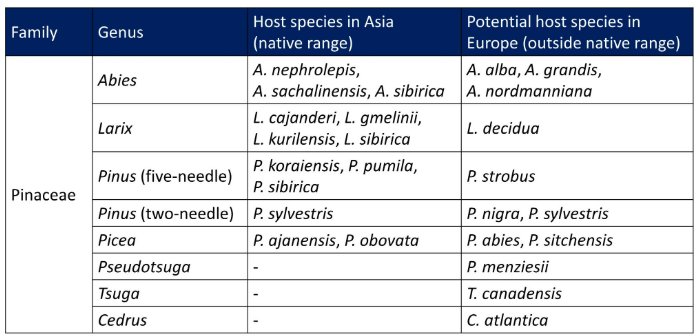 Family Genus Host species in Asia (native range) Potential host species in Europe (outside native range)
Pinaceae
Abies A. nephrolepis, A. sachalinensis, A. sibirica A. alba, A. grandis, A. nordmanniana
Larix L. cajanderi, L. gmelinii, L. kurilensis, L. sibirica L. decidua
Pinus (five-needle) P. koraiensis, P. pumila, P. sibirica P. strobus
Pinus (two-needle) P. sylvestris P. nigra, P. sylvestris
Picea P. ajanensis, P. obovata P. abies, P. sitchensis
Pseudotsuga - P. menziesii
Tsuga - T. canadensis
Cedrus - C. atlantica